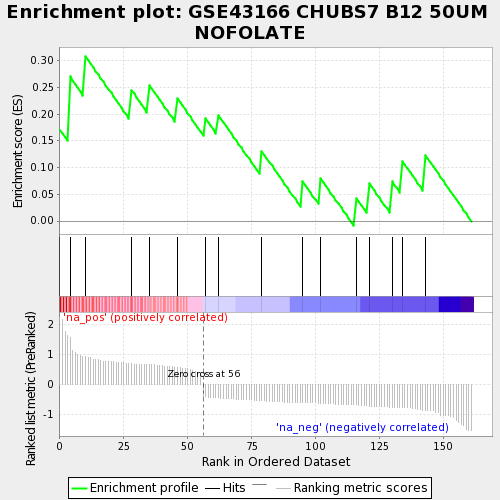 Enrichment plot: GSE43166 CHUBS7 B12 50UM
NOFOLATE
Enrichment score (ES)
0.30
0.25
0.20
0.15
0.10
0.05
0.00
'na_pos' (positively correlated)
Ranked list metric (PreRanked)
2
1
0
-1
Zero cross at 56
'na_neg' (negatively correlated)
0 25 50 75 100 125 150
Rank in Ordered Dataset
Enrichment profile Hits Ranking metric scores